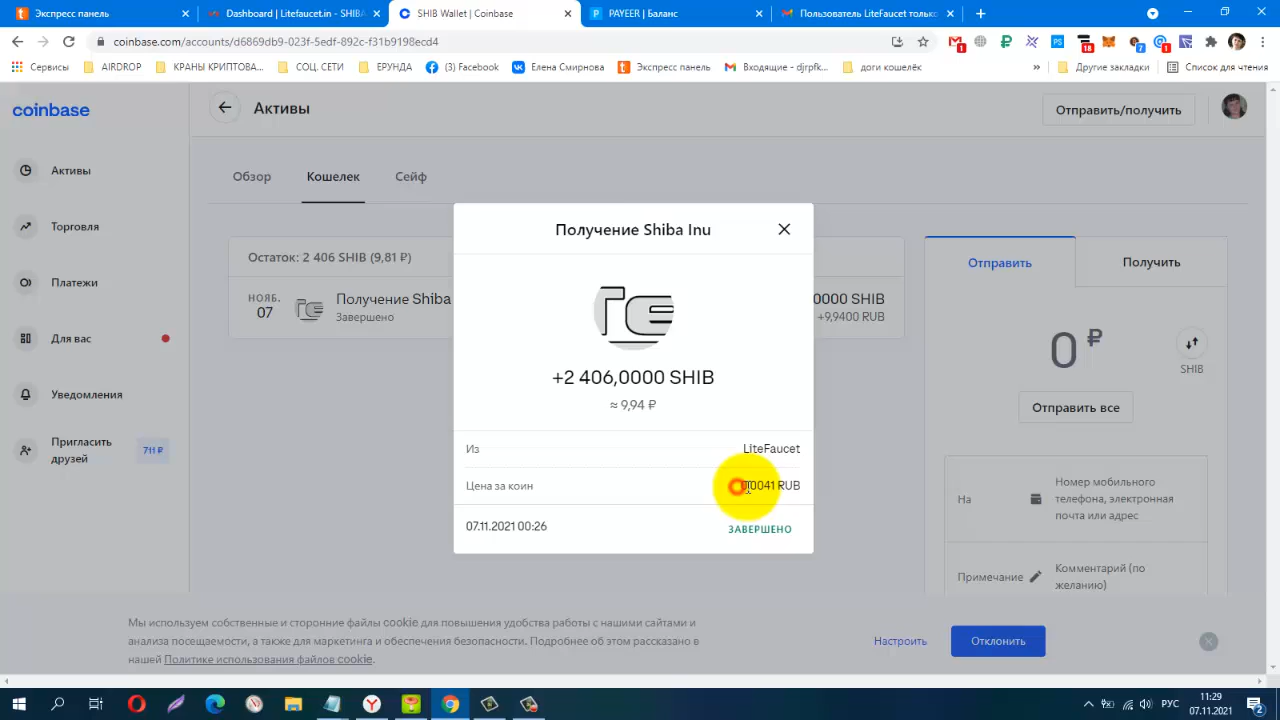 Экспресс панель
Dashboard | Litefaucet.in - SHIBA
SHIB Wallet | Coinbase
PAYEER | Баланс
Пользователь LiteFaucet только
coinbase.com/accounts/d6869db9-023f-5edf-892c-f31b9198ecd4
Сервисы
AIRDROP
КРАНЫ КРИПТОВА...
СОЦ. СЕТИ
ЕРУНДА
(3) Facebook
Елена Смирнова
Экспресс панель
Входящие - djrpfk...
доги кошелёк
»
Другие закладки
Список для чтения
coinbase
Активы
Отправить/получить
Активы
Торговля
Платежи
Для вас
Уведомления
Пригласить
друзей
711 ₽
Обзор
Кошелек
Сейф
Остаток: 2 406 SHIB (9,81 ₽)
НОЯБ.
07
Получение Shiba
Завершено
0000 SHIB
+9,9400 RUB
Получение Shiba Inu
+2 406,0000 SHIB
≈ 9,94 ₽
Из
LiteFaucet
Цена за коин
0041 RUB
07.11.2021 00:26
ЗАВЕРШЕНО
Отправить
Получить
0 ₽
SHIB
Отправить все
На
Номер мобильного
телефона, электронная
почта или адрес
Примечание
Комментарий (по
желанию)
Мы используем собственные и сторонние файлы cookie для повышения удобства работы с нашими сайтами и
анализа посещаемости, а также для маркетинга и обеспечения безопасности. Подробнее об этом рассказано в
нашей Политике использования файлов cookie.
Настроить
Отклонить
РУС
11:29
07.11.2021
2